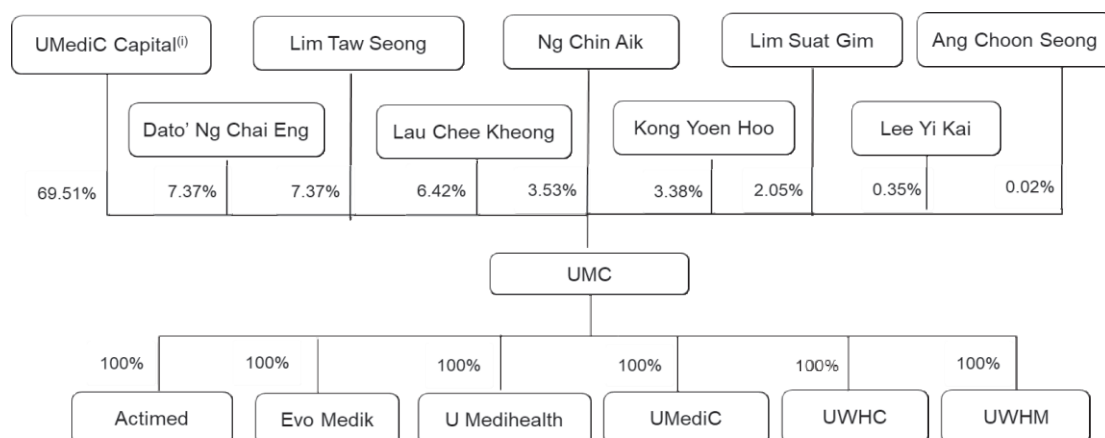 UMediC Capital(i)
Lim Taw Seong
Ng Chin Aik
Lim Suat Gim
Ang Choon Seong
Dato' Ng Chai Eng
Lau Chee Kheong
Kong Yoen Hoo
Lee Yi Kai
69.51%
7.37%
7.37%
6.42%
3.53%
3.38%
2.05%
0.35%
0.02%
UMC
100%
100%
100%
100%
100%
100%
Actimed
Evo Medik
U Medihealth
UMediC
UWHC
UWHM